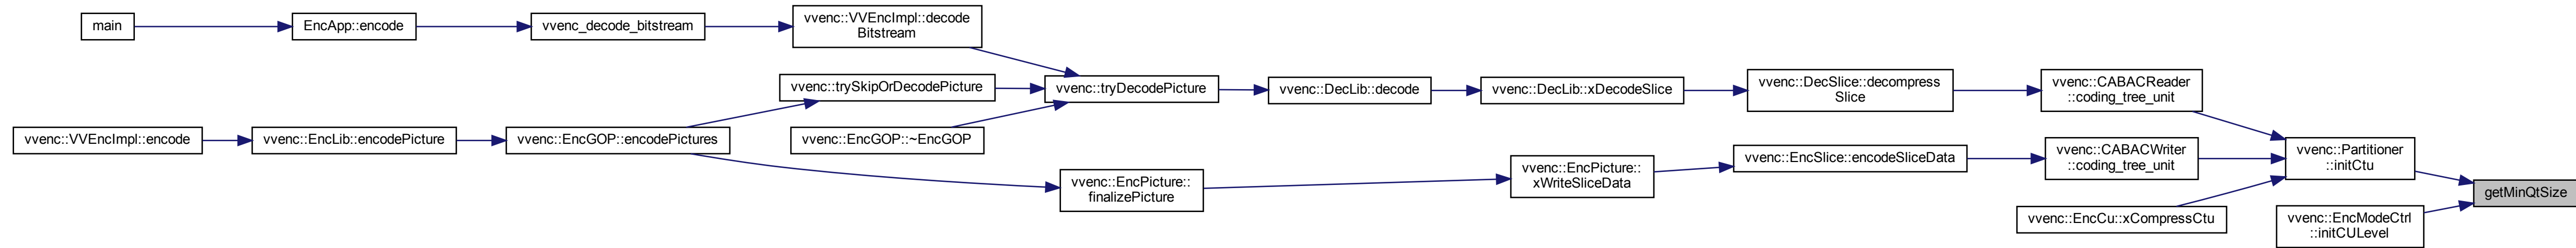 main
EncApp::encode
vvenc_decode_bitstream
vvenc::VVEncImpl::decode
Bitstream
vvenc::trySkipOrDecodePicture
vvenc::tryDecodePicture
vvenc::DecLib::decode
vvenc::DecLib::xDecodeSlice
vvenc::DecSlice::decompress
Slice
vvenc::CABACReader
::coding_tree_unit
vvenc::VVEncImpl::encode
vvenc::EncLib::encodePicture
vvenc::EncGOP::encodePictures
vvenc::EncGOP::~EncGOP
vvenc::EncPicture::
finalizePicture
vvenc::EncPicture::
xWriteSliceData
vvenc::EncSlice::encodeSliceData
vvenc::CABACWriter
::coding_tree_unit
vvenc::Partitioner
::initCtu
getMinQtSize
vvenc::EncCu::xCompressCtu
vvenc::EncModeCtrl
::initCULevel